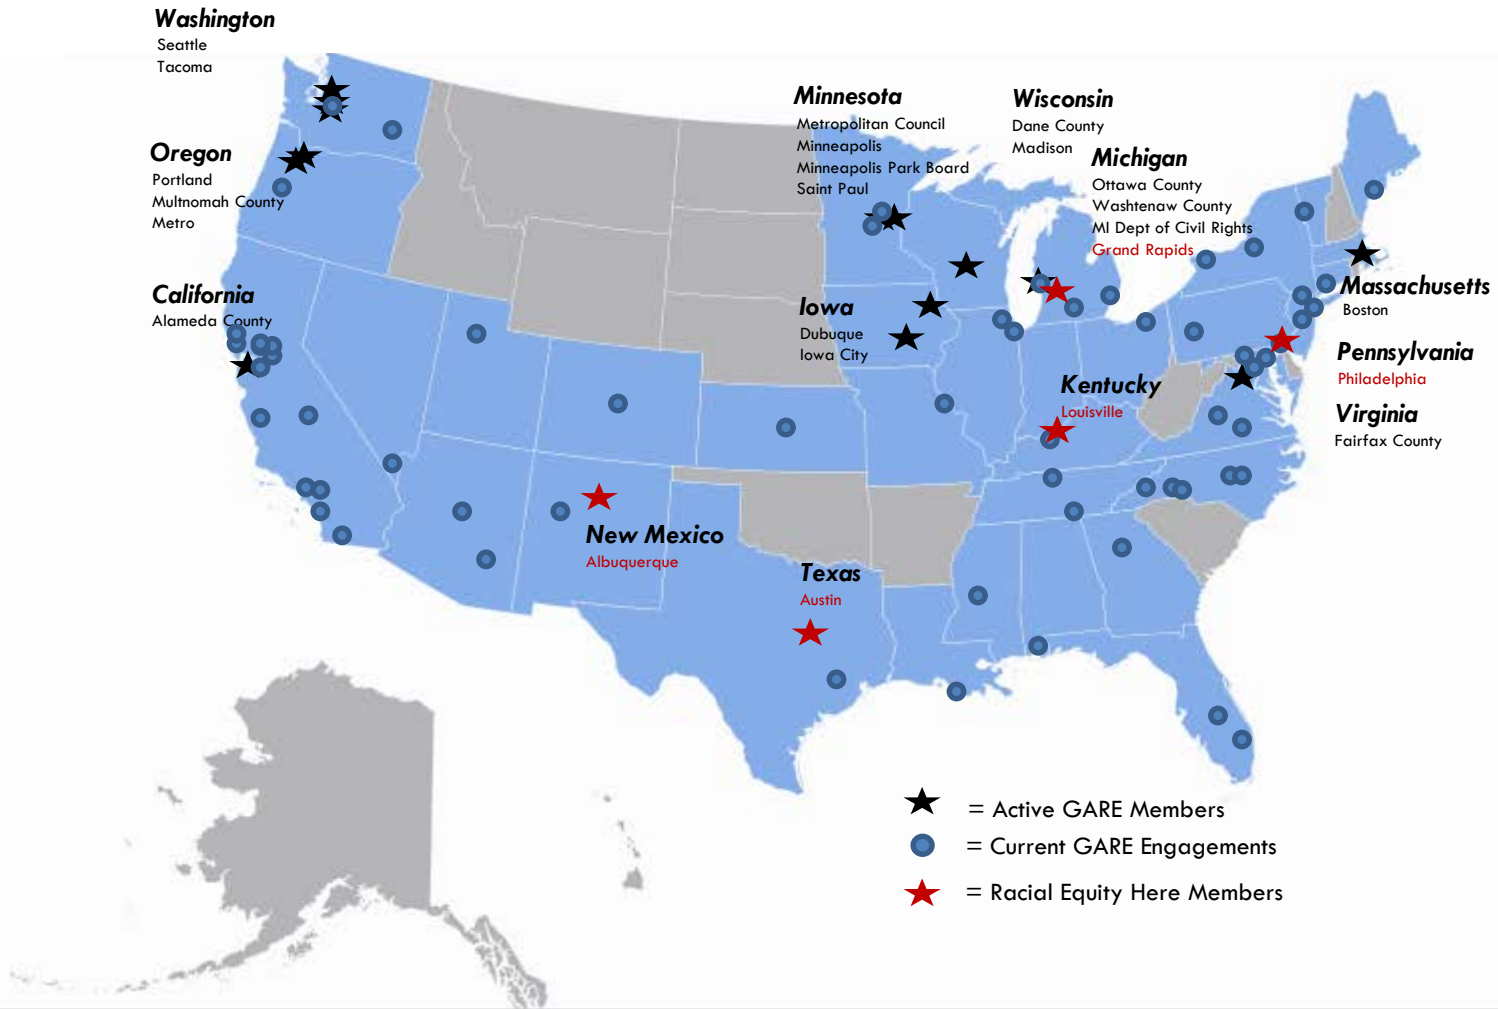 Washington
Seattle
Tacoma
Oregon
Portland
Multnomah County
Metro
California
Alameda County
Minnesota
Metropolitan Council
Minneapolis
Minneapolis Park Board
Saint Paul
Wisconsin
Dane County
Madison
Michigan
Ottawa County
Washtenaw County
MI Dept of Civil Rights
Grand Rapids
Iowa
Dubuque
Iowa City
Massachusetts
Boston
Pennsylvania
Philadelphia
Kentucky
Louisville
Virginia
Fairfax County
New Mexico
Albuquerque
Texas
Austin
= Active GARE Members
= Current GARE Engagements
= Racial Equity Here Members